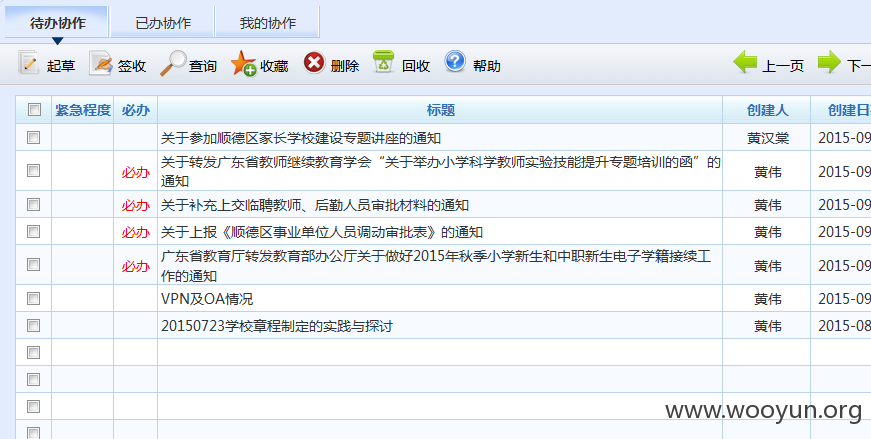 待办协作 已办协作 我的协作
起草 签收 查询 收藏 删除 回收 帮助 上一页 下一
紧急程度 必办 标题 创建人 创建日
关于参加顺德区家长学校建设专题讲座的通知 黄汉棠 2015-09
必办 关于转发广东省教师继续教育学会“关于举办小学科学教师实验技能提升专题培训的函”的
通知 黄伟 2015-09
必办 关于补充上交临聘教师、后勤人员审批材料的通知 黄伟 2015-09
必办 关于上报《顺德区事业单位人员调动审批表》的通知 黄伟 2015-09
必办 广东省教育厅转发教育部办公厅关于做好2015年秋季小学新生和中职新生电子学籍接续工
作的通知 黄伟 2015-09
VPN及OA情况 黄伟 2015-09
20150723学校章程制定的实践与探讨 黄伟 2015-08
www.wooyun.org